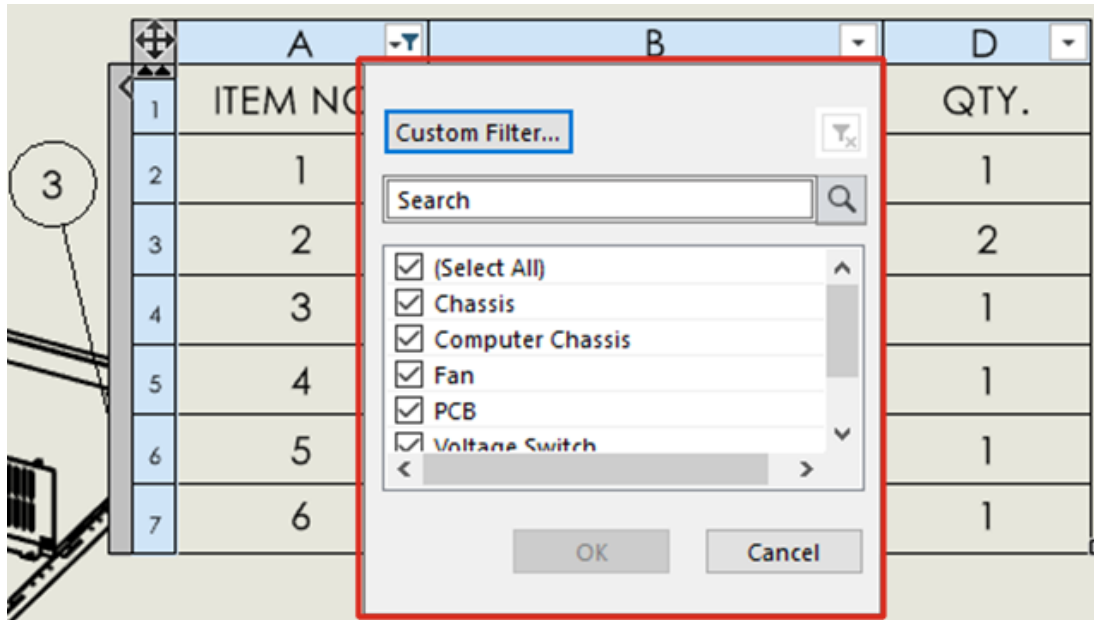 A B D
1 ITEM NO QTY.
2 1 1
3 2 2
4 3 1
5 4 1
6 5 1
7 6 1
3
Custom Filter...
Search
(Select All)
Chassis
Computer Chassis
Fan
PCB
Voltage Switch
OK Cancel